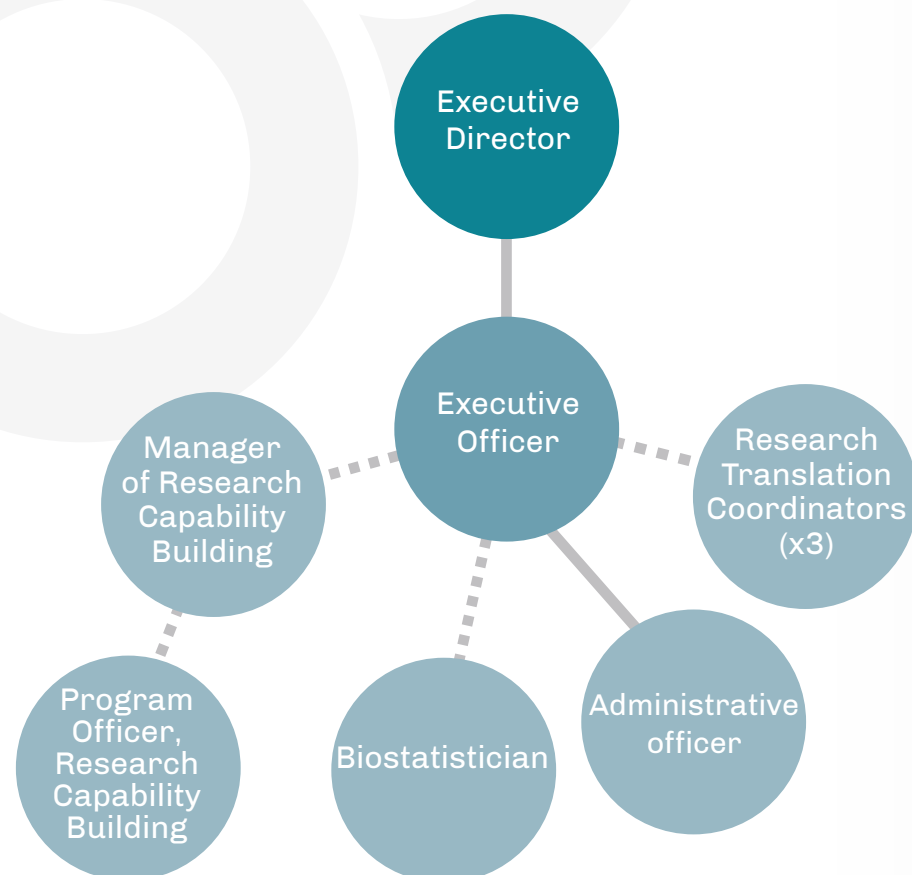 Executive
Director
Executive
Officer
Manager
of Research
Capability
Building
Research
Translation
Coordinators
(x3)
Program
Officer,
Research
Capability
Building
Biostatistician
Administrative
officer